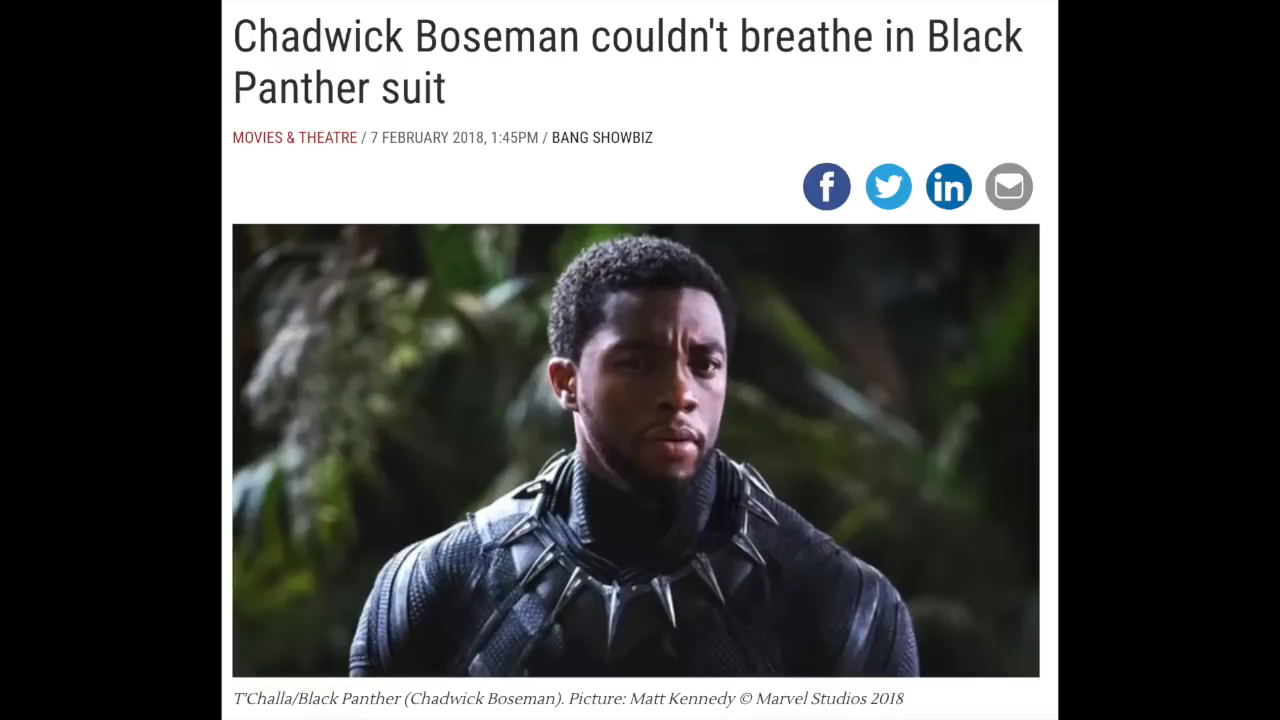 Chadwick Boseman couldn't breathe in Black
Panther suit
MOVIES & THEATRE / 7 FEBRUARY 2018, 1:45PM / BANG SHOWBIZ
f
in
T'Challa/Black Panther (Chadwick Boseman). Picture: Matt Kennedy © Marvel Studios 2018